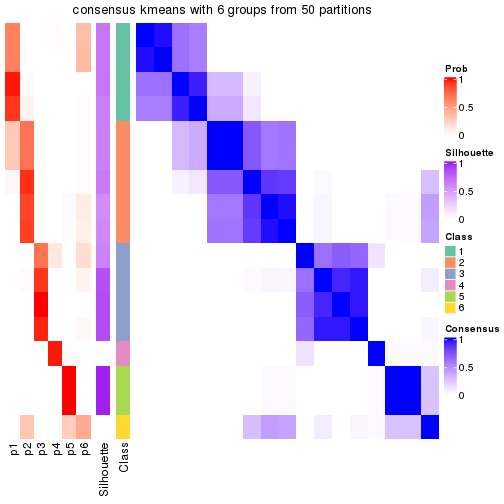 consensus kmeans with 6 groups from 50 partitions
Prob
1
0.5
0
Silhouette
1
0.5
0
Class
1
2
3
4
5
6
Consensus
1
0.5
0
p1
p2
p3
p4
p5
p6
Silhouette
Class